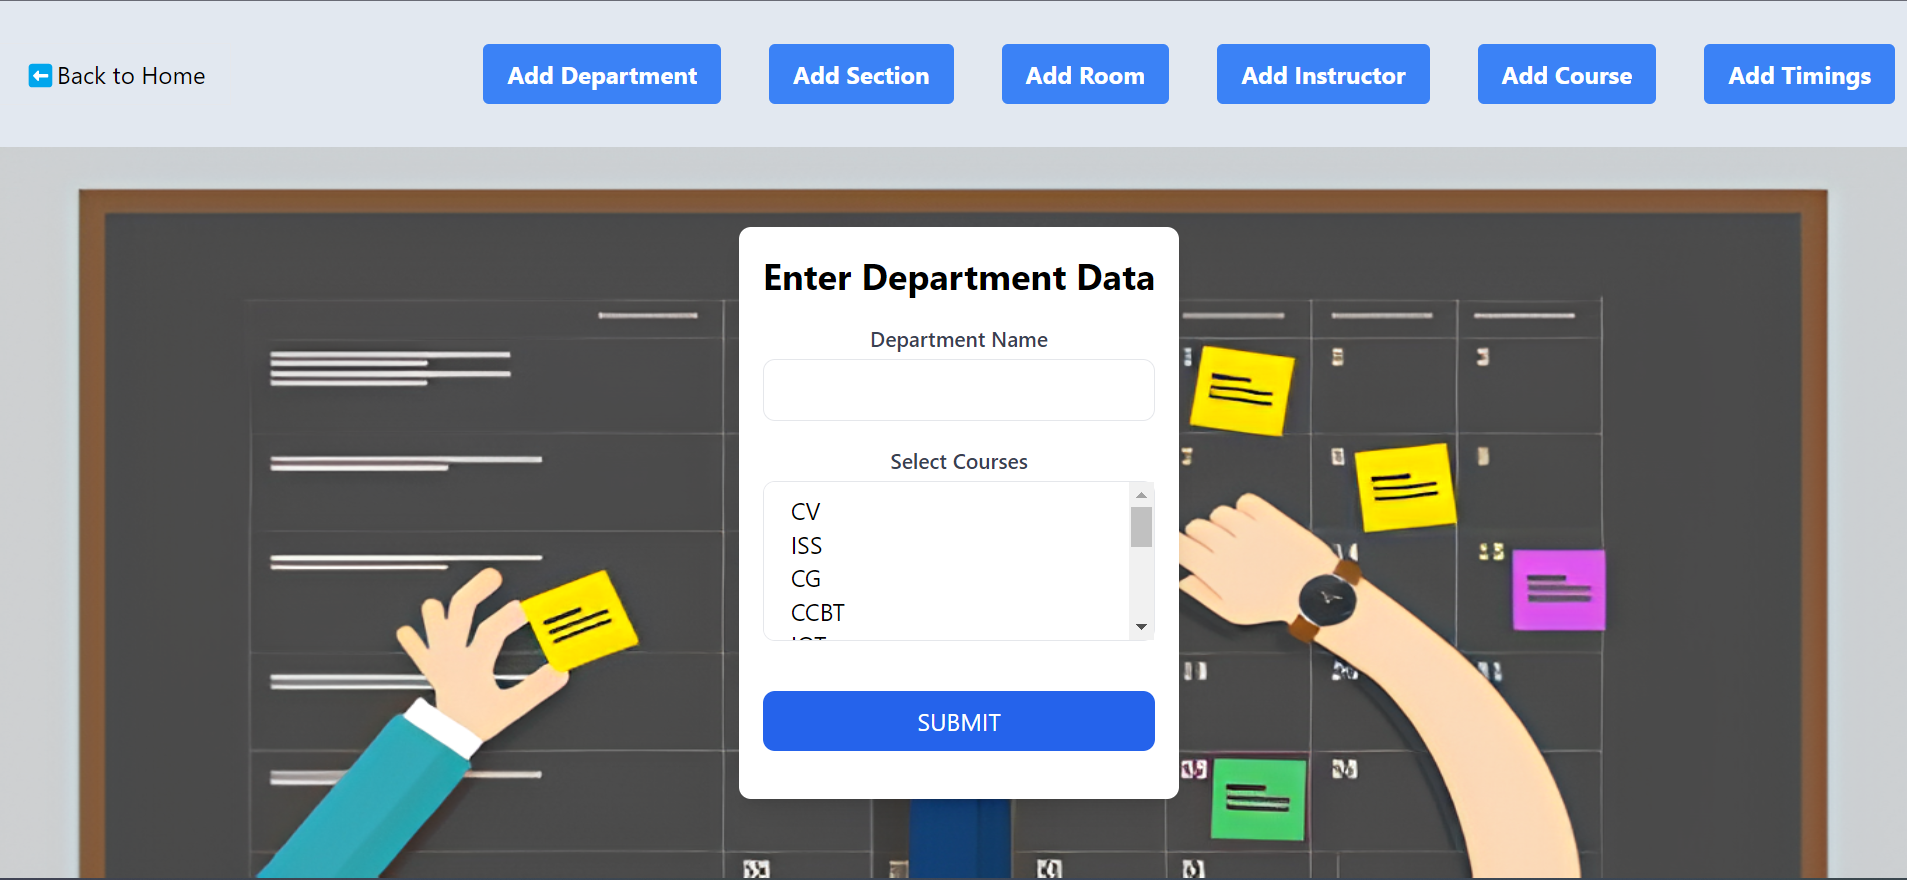 Back to Home
Add Department
Add Section
Add Room
Add Instructor
Add Course
Add Timings
Enter Department Data
Department Name
Select Courses
CV
ISS
CG
CCBT
SUBMIT